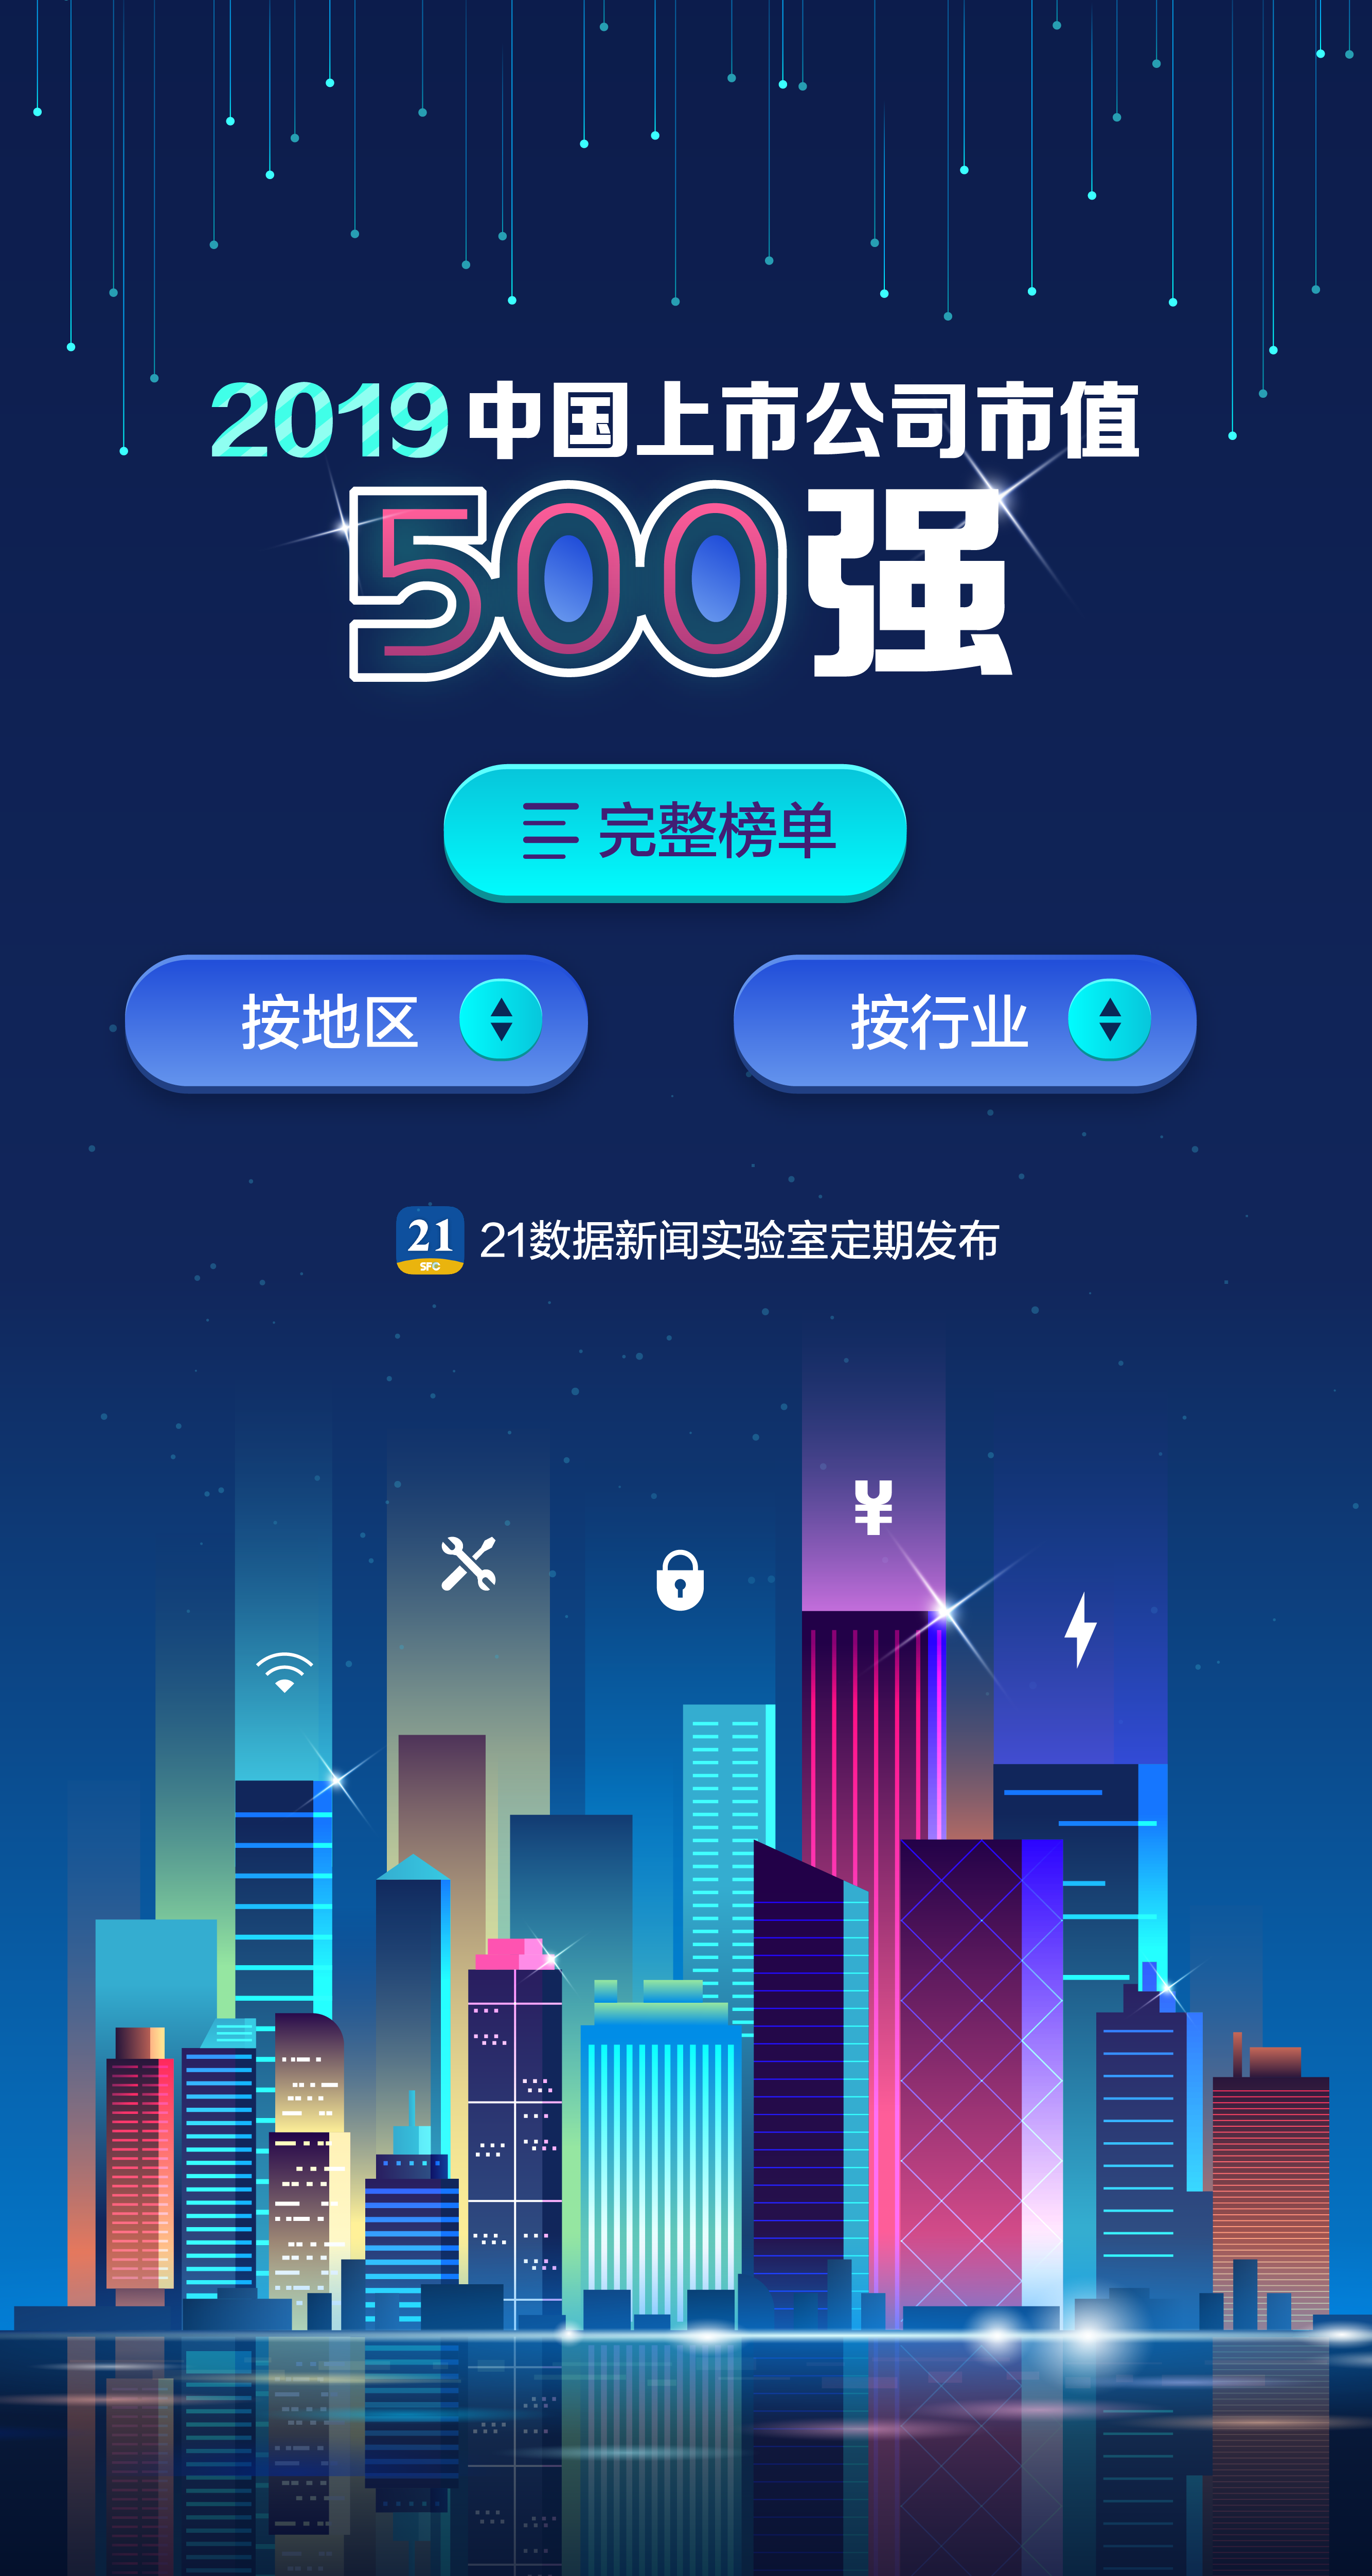 2019中国上市公司市值
500强
完整榜单
按地区
按行业
21
SFC
21数据新闻实验室定期发布
¥